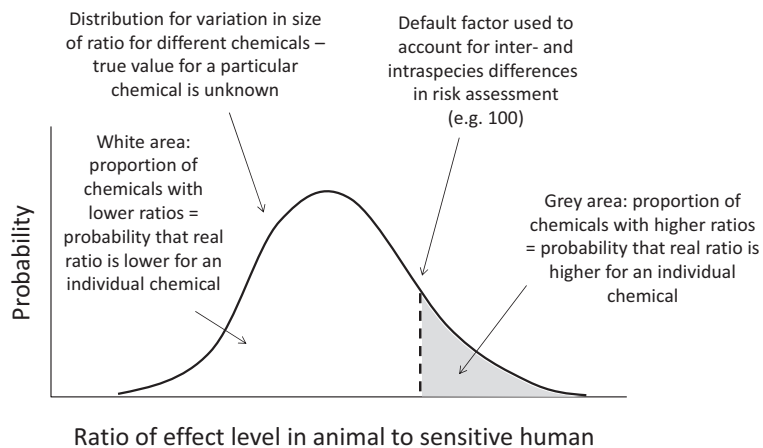 Distribution for variation in size
of ratio for different chemicals –
true value for a particular
chemical is unknown
Default factor used to
account for inter- and
intraspecies differences
in risk assessment
(e.g. 100)
White area:
proportion of
chemicals with
lower ratios =
probability that real
ratio is lower for an
individual chemical
Grey area: proportion of
chemicals with higher ratios
= probability that real ratio is
higher for an individual
chemical
Probability
Ratio of effect level in animal to sensitive human